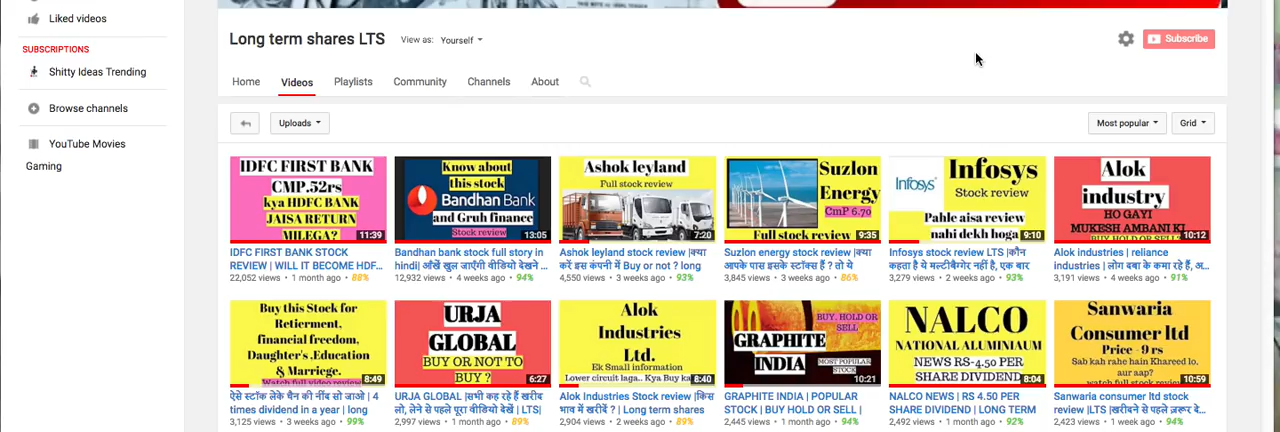 Liked videos
SUBSCRIPTIONS
Shitty Ideas Trending
Browse channels
YouTube Movies
Gaming
Long term shares LTS
View as: Yourself
Subscribe
Home Videos Playlists Community Channels About
Uploads
Most popular Grid
IDFC FIRST BANK
CMP.52rs
kya HDFC BANK
JAISA RETURN
MILEGA?
11:39
IDFC FIRST BANK STOCK
REVIEW | WILL IT BECOME HDF...
22,052 views • 1 month ago 88%
Know about
this stock
Bandhan Bank
and Gruh finance
Stock review
13:05
Bandhan bank stock full story in
hindi| आँखें खुल जाएँगी वीडियो देखने ...
12,932 views • 4 weeks ago 94%
Ashok leyland
Full stock review
7:20
Ashok leyland stock review |क्या
करें इस कंपनी में Buy or not ? long
4,550 views • 3 weeks ago 93%
Suzlon
Energy
CmP 6.70
Full stock review
9:35
Suzlon energy stock review |क्या
आपके पास इसके स्टॉक्स हैं ? तो ये
3,845 views • 3 weeks ago 86%
Infosys
Infosys
Stock review
Pahle aisa review
nahi dekh hoga
9:10
Infosys stock review LTS |कौन
कहता है ये मल्टीबैगेर नहीं है, एक बार
3,279 views • 2 weeks ago 93%
Alok
industry
HO GAYI
MUKESH AMBANI KI
BUY HOLD OR SELL?
10:12
Alok industries | reliance
industries | लोग दबा के कमा रहे हैं, अ...
3,191 views • 4 weeks ago 91%
Buy this Stock for
Retierment,
financial freedom,
Daughter's ,Education
& Marriege.
Watch full video review
8:49
ऐसे स्टॉक लेके चैन की नींब सो जाओ | 4
times dividend in a year | long
3,125 views • 3 weeks ago 99%
URJA
GLOBAL
BUY OR NOT TO
BUY ?
6:27
URJA GLOBAL |सभी कह रहे हैं खरीब
लो, लेने से पहले पूरा वीडियो देखें | LTS|
2,997 views • 1 month ago 89%
Alok
Industries
Ltd.
Ek Small information
Lower circuit laga.. Kya Buy ka
8:40
Alok Industries Stock review |किस
भाव में खरीबें ? | Long term shares
2,904 views • 2 weeks ago 89%
BUY. HOLD OR
SELL
GRAPHITE
INDIA
MOST POPULAR
STOCK
10:21
GRAPHITE INDIA | POPULAR
STOCK | BUY HOLD OR SELL |
2,445 views • 1 month ago 94%
NALCO
NATIONAL ALUMINIAUM
NEWS RS-4.50 PER
SHARE DIVIDEND
8:04
NALCO NEWS | RS 4.50 PER
SHARE DIVIDEND | LONG TERM
2,492 views • 1 month ago 92%
Sanwaria
Consumer ltd
Price - 9 rs
Sab kah rahe hain Khareed lo.
aur aap?
watch full stock review
10:59
Sanwaria consumer ltd stock
review |LTS |खरीबने से पहले ज़रूर बे...
2,423 views • 1 week ago 94%